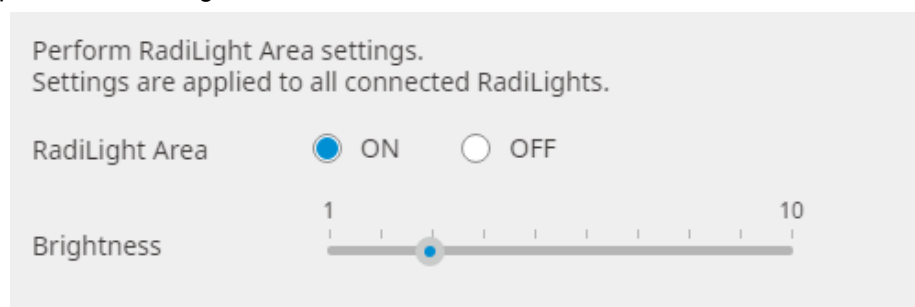 Perform RadiLight Area settings.
Settings are applied to all connected RadiLights.
RadiLight Area ON OFF
1 10
Brightness